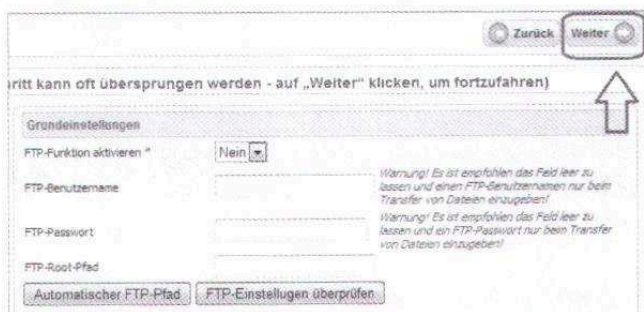 Zurück Weiter
ritt kann oft übersprungen werden - auf „Weiter" klicken, um fortzufahren)
Grundeinstellungen
FTP-Funktion aktivieren * Nein
FTP-Benutzername
Warnung! Es ist empfohlen das Feld leer zu
lassen und einen FTP-Benutzernamen nur beim
Transfer von Dateien einzugeben!
FTP-Passwort
Warnung! Es ist empfohlen das Feld leer zu
lassen und ein FTP-Passwort nur beim Transfer
von Dateien einzugeben!
FTP-Root-Pfad
Automatischer FTP-Pfad FTP-Einstellugen überprüfen